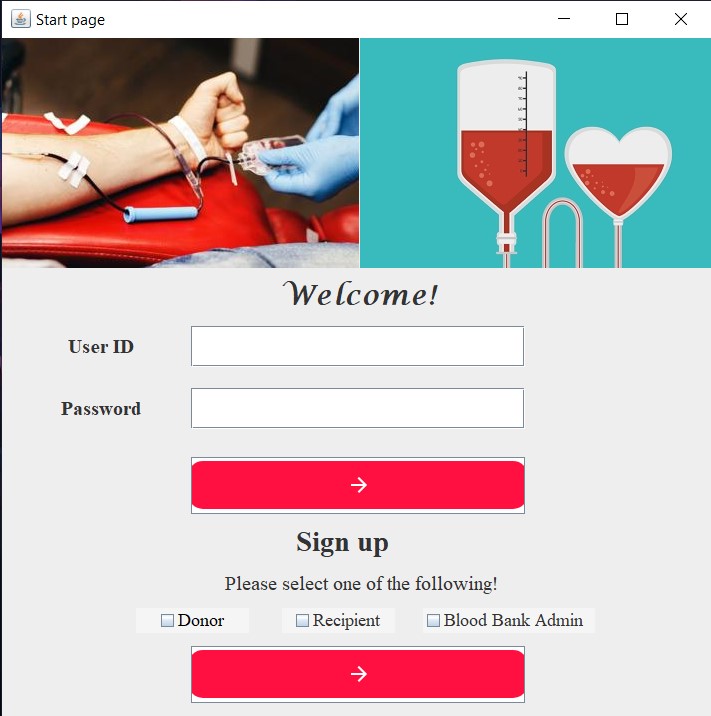 Start page
Welcome!
User ID
Password
Sign up
Please select one of the following!
Donor Recipient Blood Bank Admin